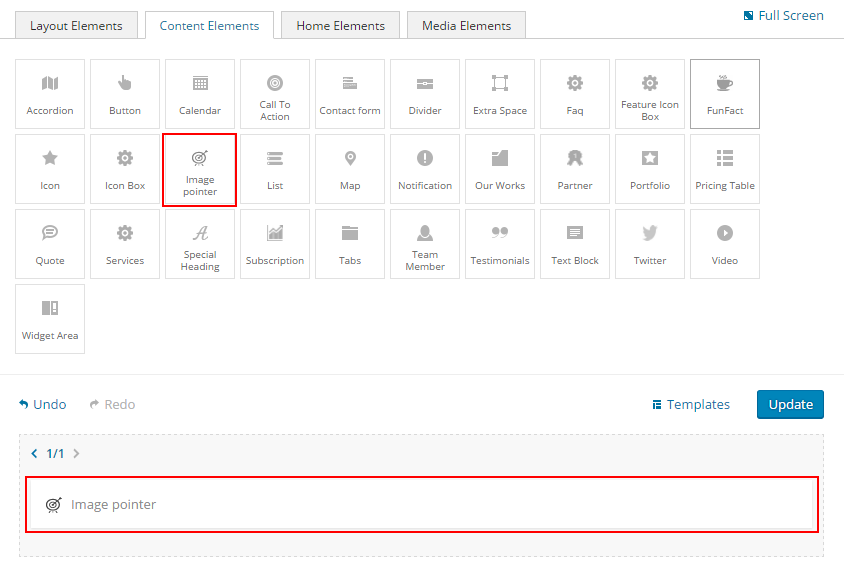 Layout Elements Content Elements Home Elements Media Elements Full Screen
Accordion Button Calendar Call To Action Contact form Divider Extra Space Faq Feature Icon Box FunFact
Icon Icon Box Image pointer List Map Notification Our Works Partner Portfolio Pricing Table
Quote Services Special Heading Subscription Tabs Team Member Testimonials Text Block Twitter Video
Widget Area
Undo Redo Templates Update
1/1
Image pointer